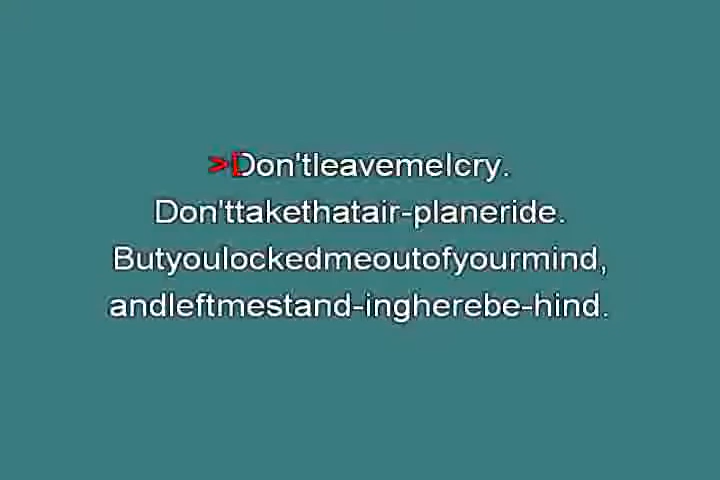 >Don'tleavemeIcry.
Don'ttakethatair-planeride.
Butyoulockedmeoutofyourmind,
andleftmestand-ingherebe-hind.